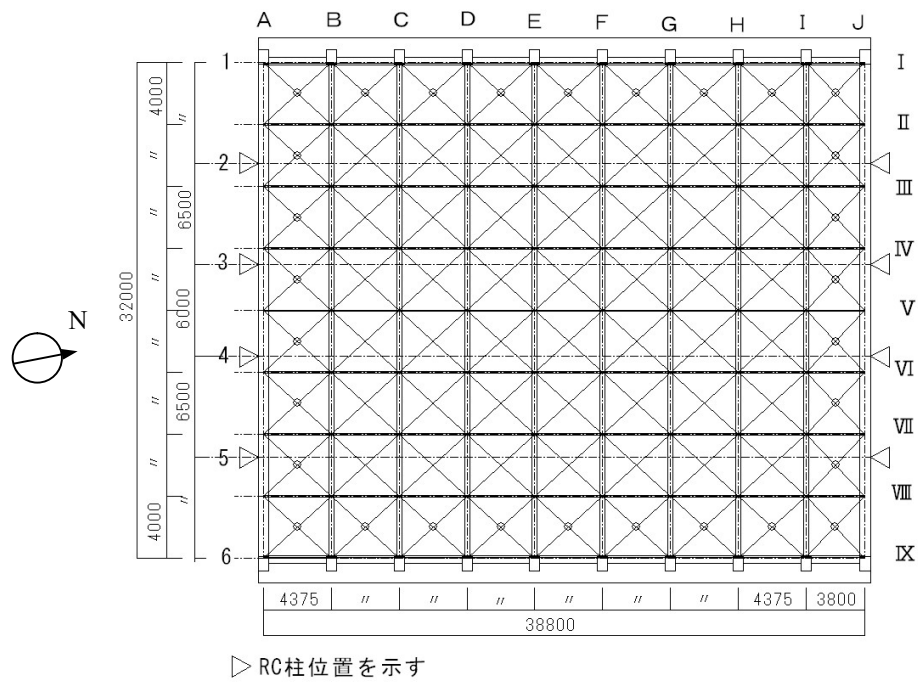 A B C D E F G H I J
1 I
4000 〃
II
〃 2
III
〃 6500
IV
〃 3
32000 6000 V
N
〃 4
VI
〃 6500
VII
〃 5
VIII
4000 〃
6 IX
4375 〃 〃 〃 〃 〃 〃 4375 3800
38800
▷ RC柱位置を示す